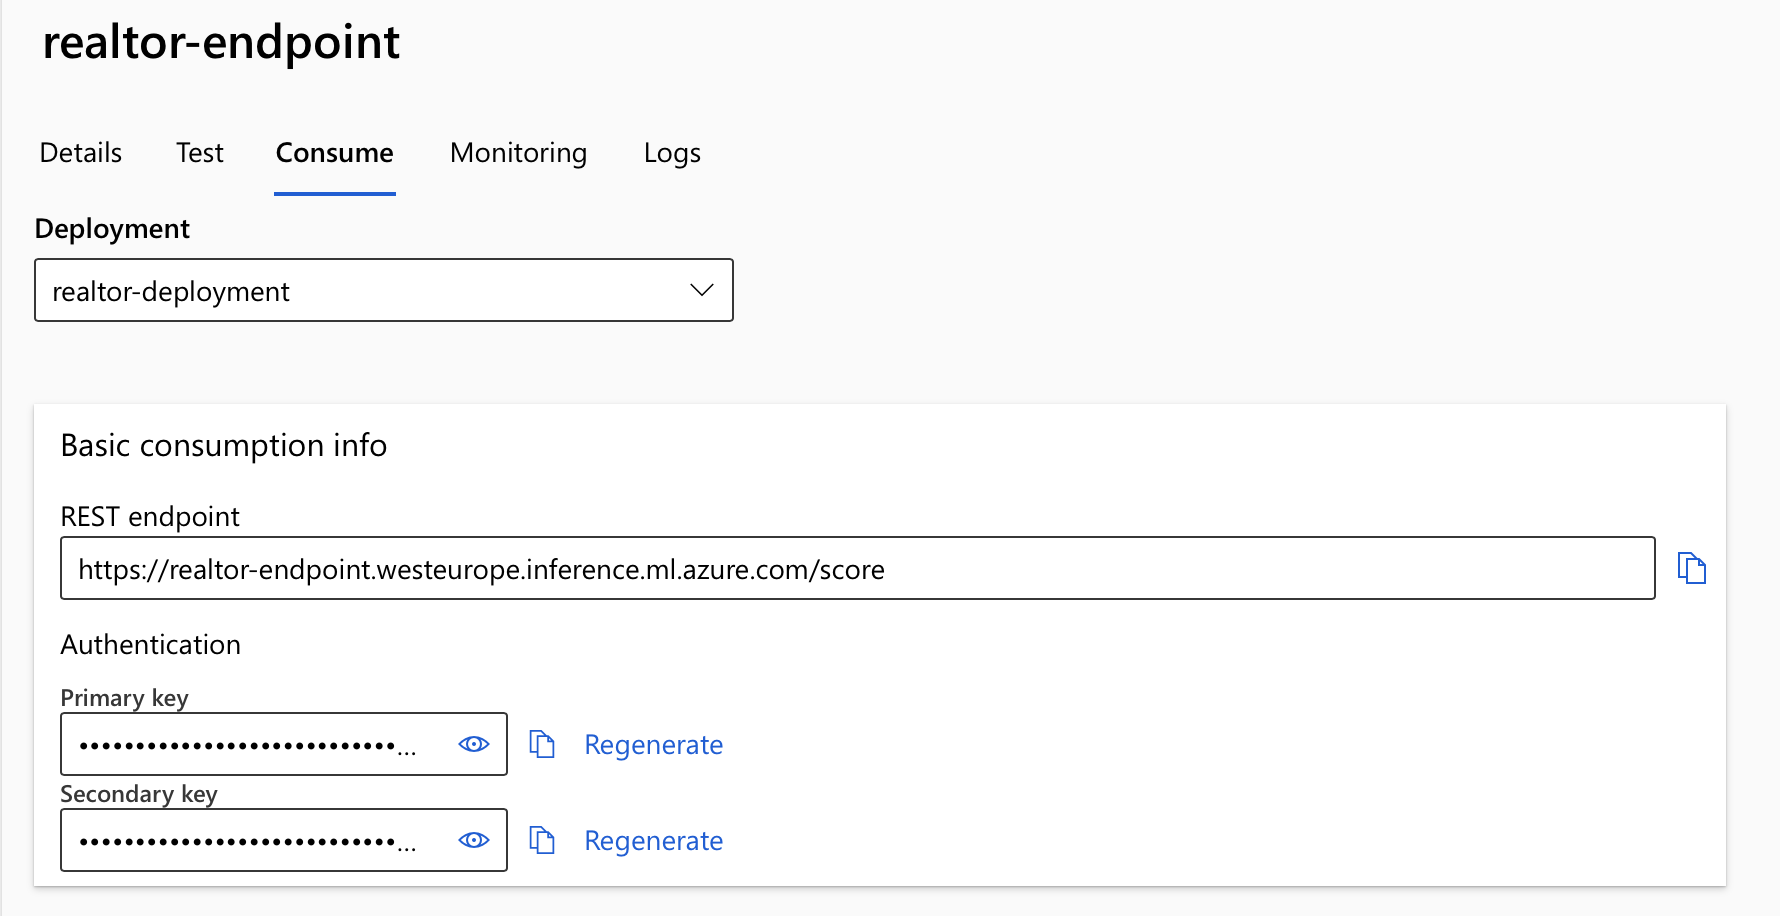 realtor-endpoint
Details Test Consume Monitoring Logs
Deployment
realtor-deployment
Basic consumption info
REST endpoint
https://realtor-endpoint.westeurope.inference.ml.azure.com/score
Authentication
Primary key
••••••••••••••••••••••••••••... Regenerate
Secondary key
••••••••••••••••••••••••••••... Regenerate